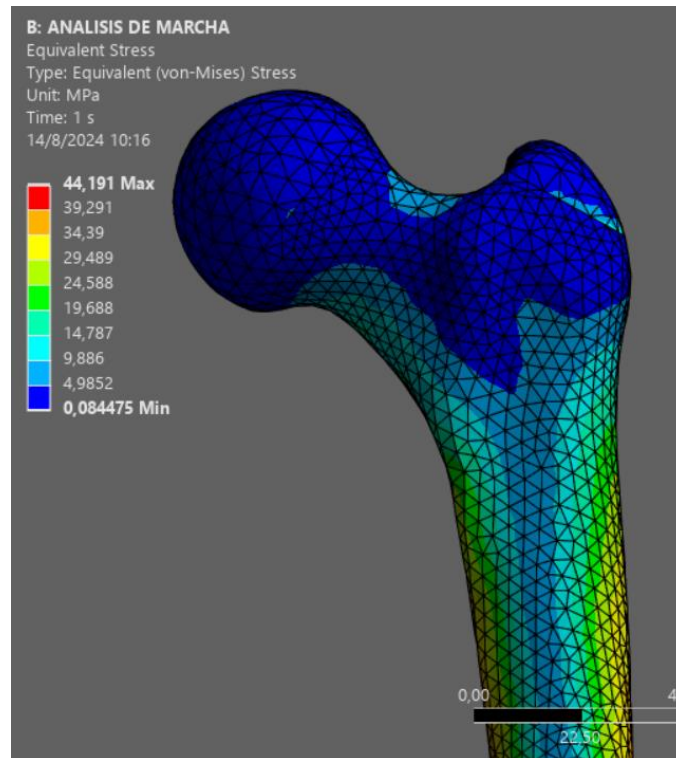 B: ANALISIS DE MARCHA
Equivalent Stress
Type: Equivalent (von-Mises) Stress
Unit: MPa
Time: 1 s
14/8/2024 10:16
44,191 Max
39,291
34,39
29,489
24,588
19,688
14,787
9,886
4,9852
0,084475 Min
0,00
4
22,50